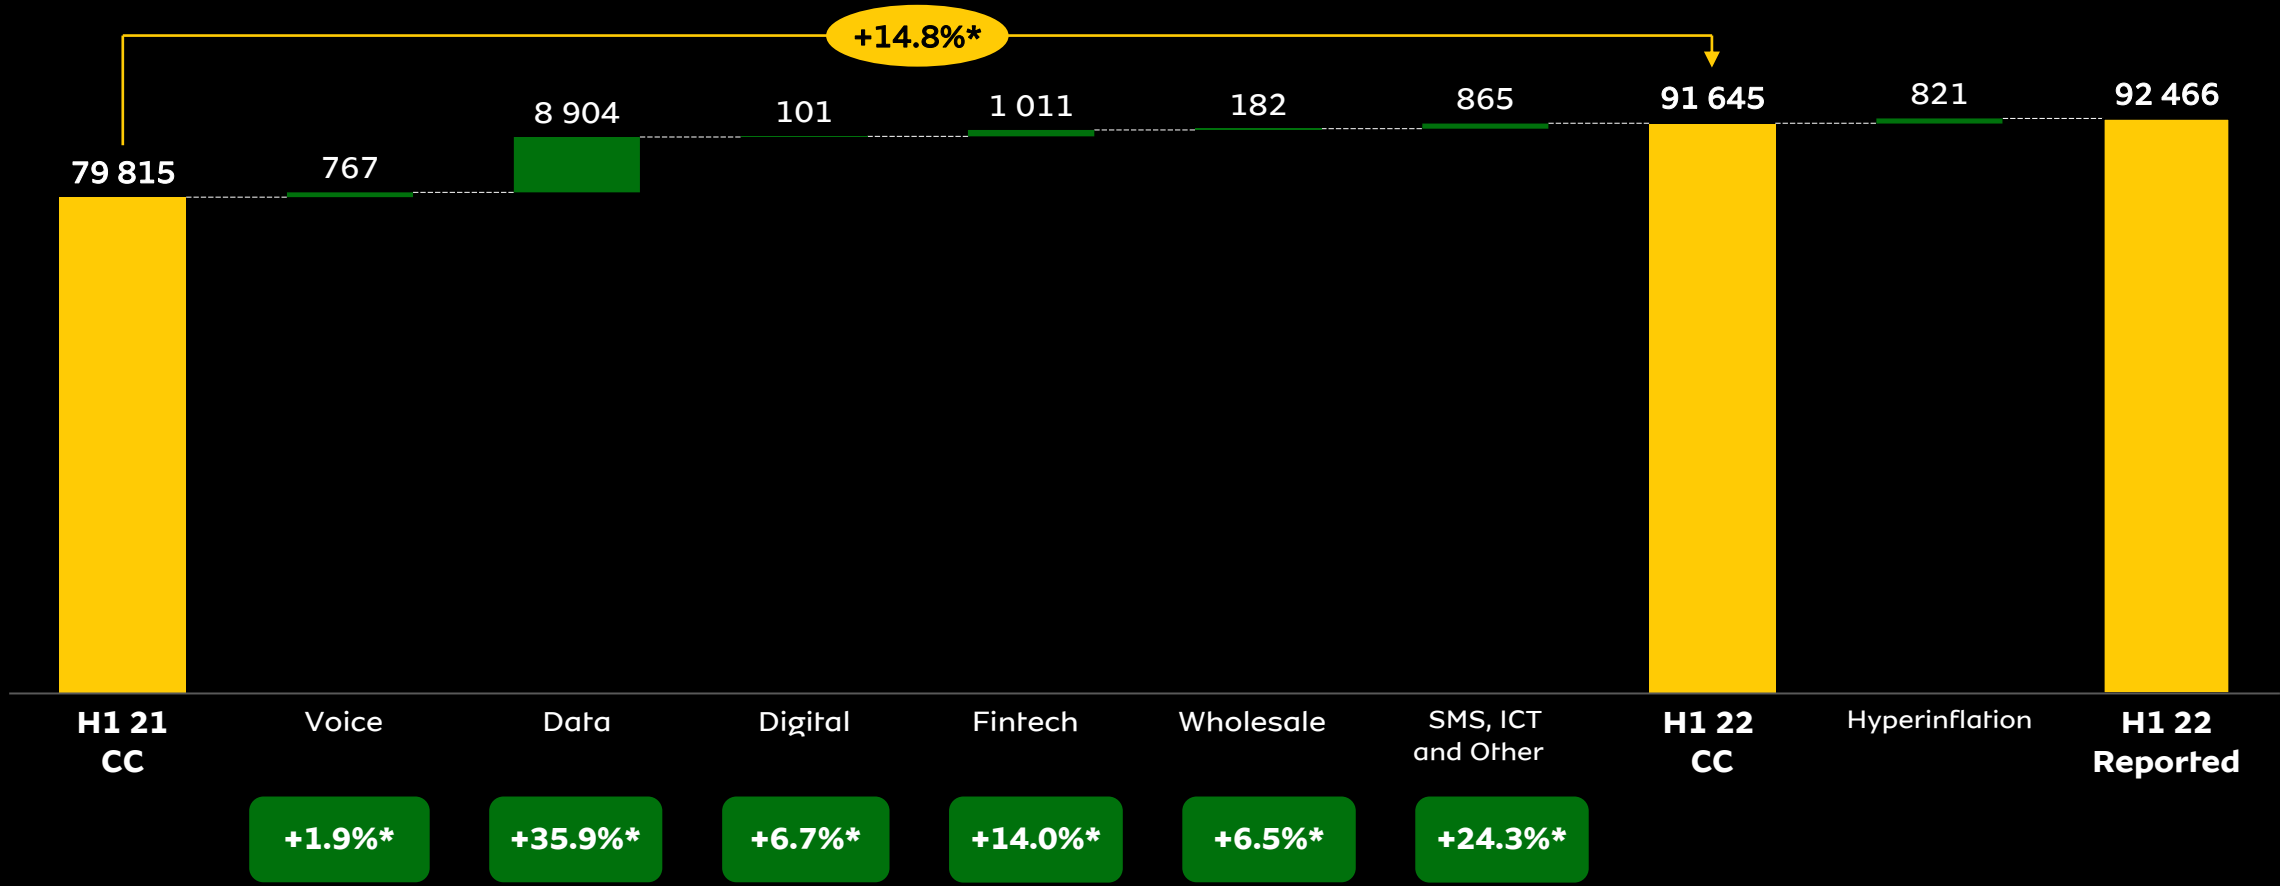 +14.8%*
79 815
767
8 904
101
1 011
182
865
91 645
821
92 466
H1 21
CC
Voice
Data
Digital
Fintech
Wholesale
SMS, ICT
and Other
H1 22
CC
Hyperinflation
H1 22
Reported
+1.9%*
+35.9%*
+6.7%*
+14.0%*
+6.5%*
+24.3%*